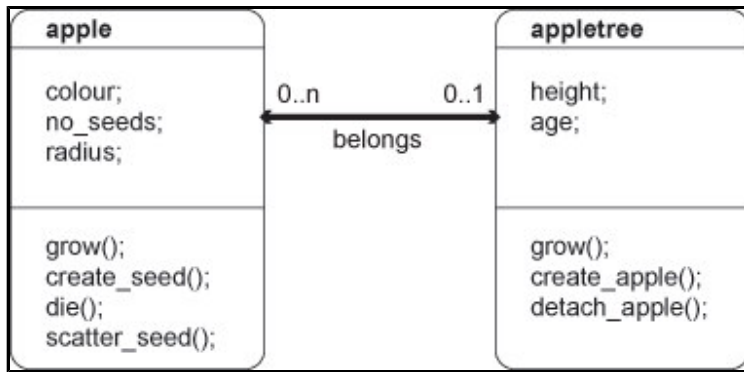 apple
colour;
no_seeds;
radius;
grow();
create_seed();
die();
scatter_seed();
0..n
0..1
belongs
appletree
height;
age;
grow();
create_apple();
detach_apple();